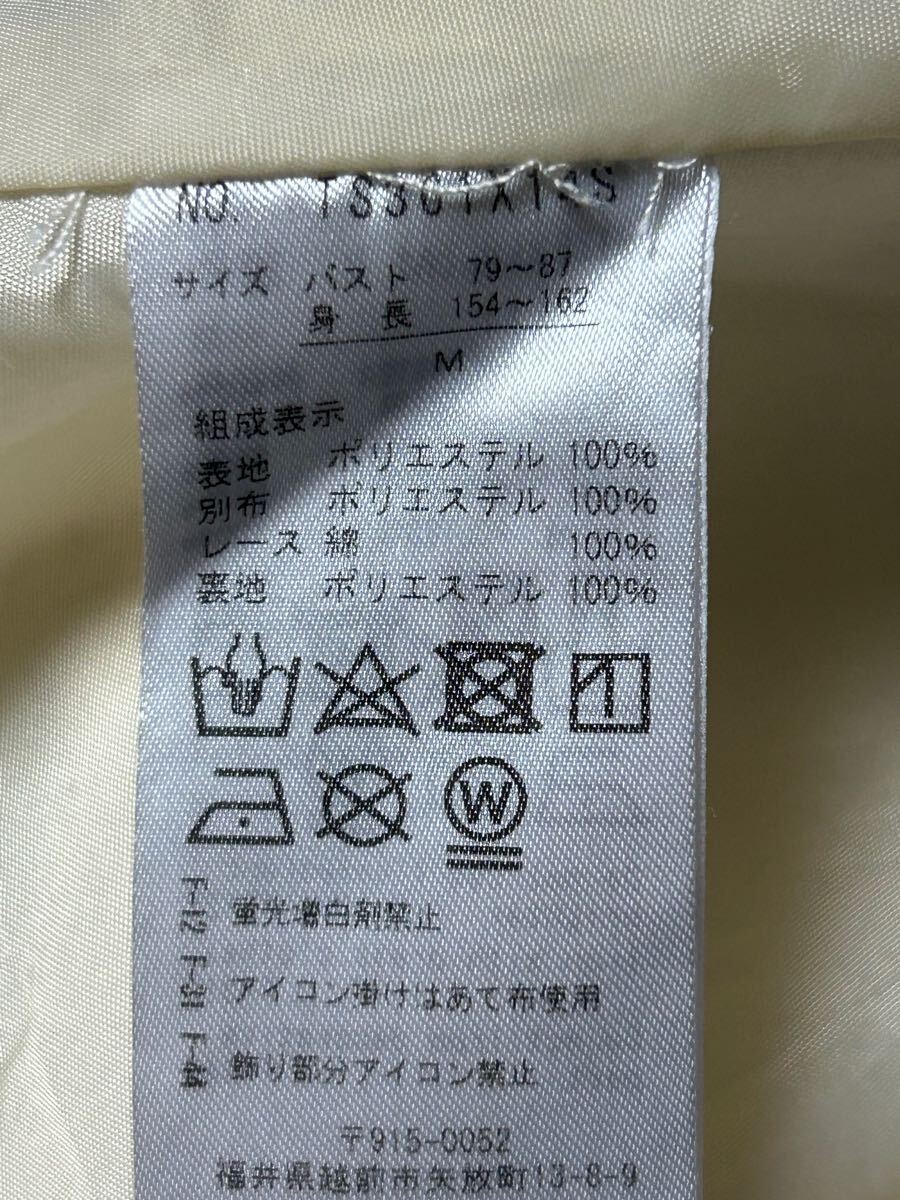 NO.
サイズ バスト 79～87
身 長 154～162
M
組成表示
表地 ポリエステル 100%
別布 ポリエステル 100%
レース 綿 100%
裏地 ポリエステル 100%
W
F-12 蛍光増白剤禁止
F-31 アイコン掛けはあて布使用
F-44 飾り部分アイコン禁止
〒915-0052
福井県越前市矢放町13-8-9